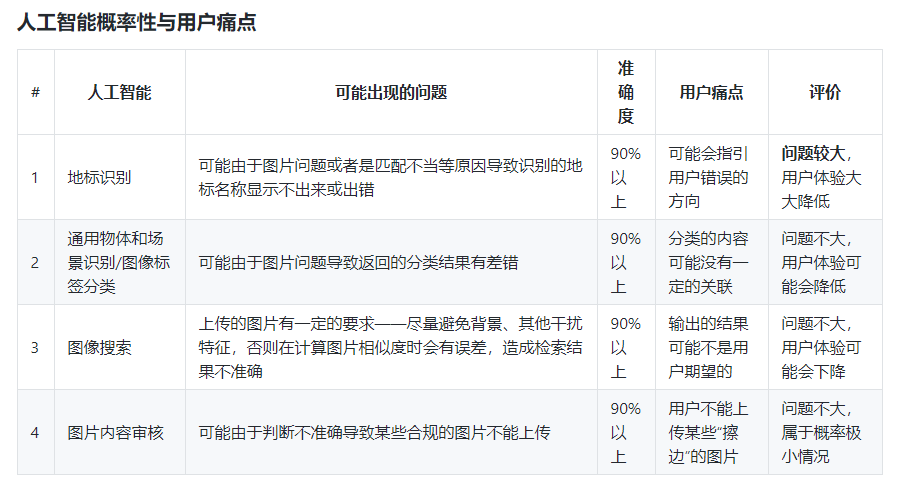 人工智能概率性与用户痛点
# 人工智能 可能出现的问题 准确度 用户痛点 评价
1 地标识别 可能由于图片问题或者是匹配不当等原因导致识别的地标名称显示不出来或出错 90%以上 可能会指引用户错误的方向 问题较大，用户体验大大降低
2 通用物体和场景识别/图像标签分类 可能由于图片问题导致返回的分类结果有差错 90%以上 分类的内容可能没有一定的关联 问题不大，用户体验可能会降低
3 图像搜索 上传的图片有一定的要求——尽量避免背景、其他干扰特征，否则在计算图片相似度时会有误差，造成检索结果不准确 90%以上 输出的结果可能不是用户期望的 问题不大，用户体验可能会下降
4 图片内容审核 可能由于判断不准确导致某些合规的图片不能上传 90%以上 用户不能上传某些“擦边”的图片 问题不大，属于概率极小情况